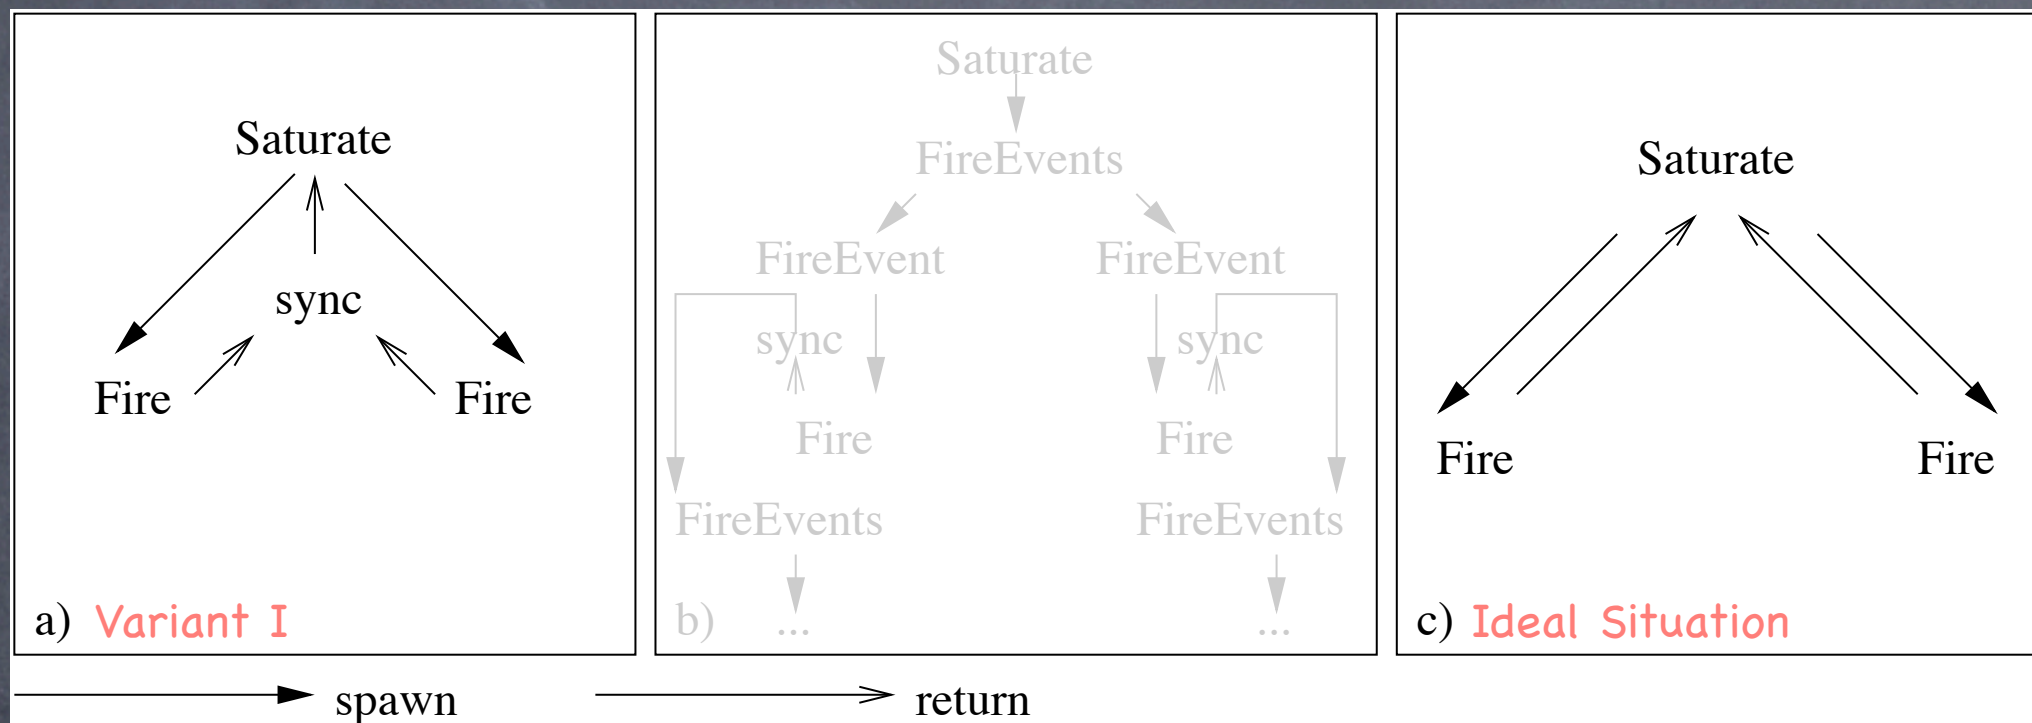 Saturate
sync
Fire Fire
a) Variant I
Saturate
FireEvents
FireEvent FireEvent
sync sync
Fire Fire
FireEvents FireEvents
b) ... ...
Saturate
Fire Fire
c) Ideal Situation
spawn return